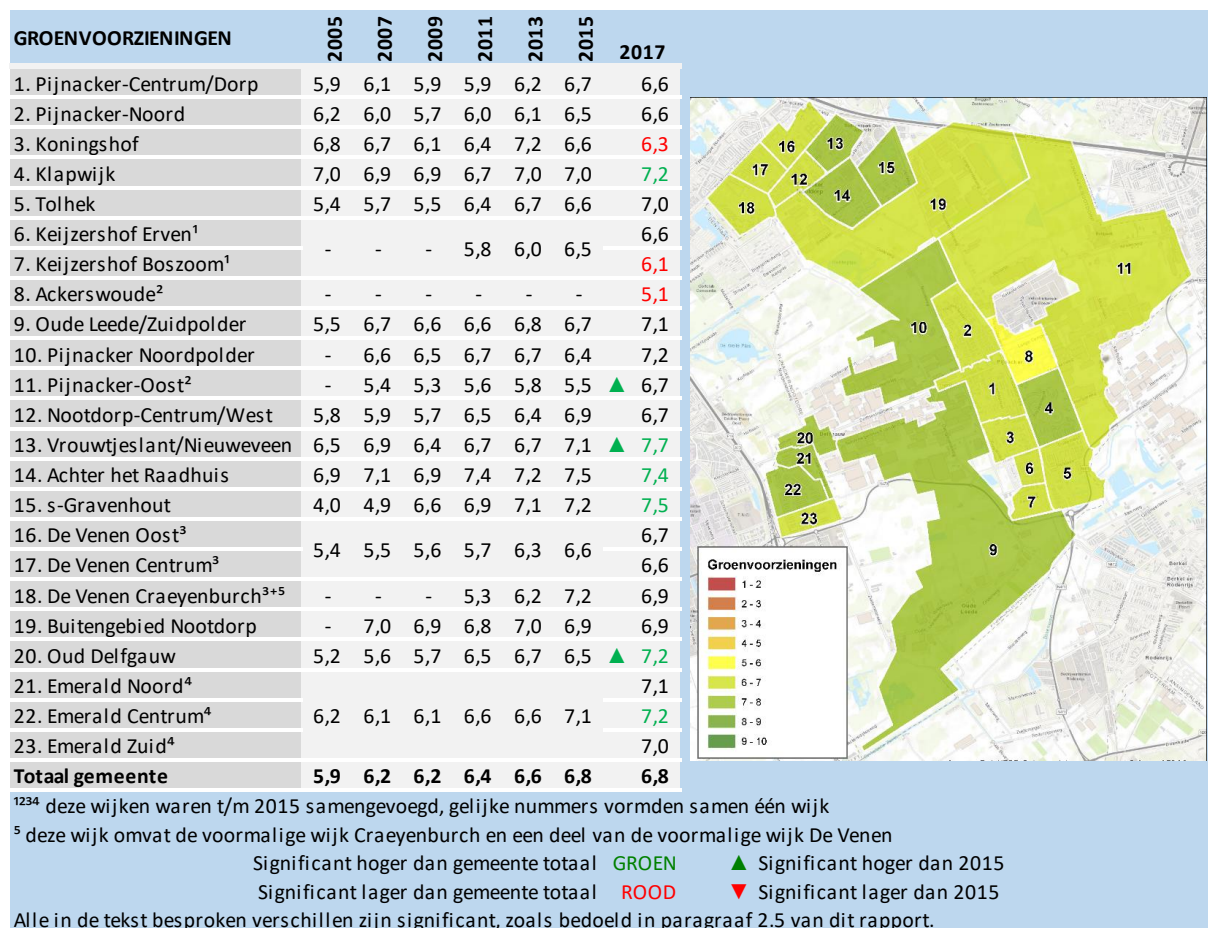 GROENVOORZIENINGEN 2005 2007 2009 2011 2013 2015 2017
1. Pijnacker-Centrum/Dorp 5,9 6,1 5,9 5,9 6,2 6,7 6,6
2. Pijnacker-Noord 6,2 6,0 5,7 6,0 6,1 6,5 6,6
3. Koningshof 6,8 6,7 6,1 6,4 7,2 6,6 6,3
4. Klapwijk 7,0 6,9 6,9 6,7 7,0 7,0 7,2
5. Tolhek 5,4 5,7 5,5 6,4 6,7 6,6 7,0
6. Keijzershof Erven¹ 6,6
- - - 5,8 6,0 6,5
7. Keijzershof Boszoom¹ 6,1
8. Ackerswoude² - - - - - - 5,1
9. Oude Leede/Zuidpolder 5,5 6,7 6,6 6,6 6,8 6,7 7,1
10. Pijnacker Noordpolder - 6,6 6,5 6,7 6,7 6,4 7,2
11. Pijnacker-Oost² - 5,4 5,3 5,6 5,8 5,5 ▲ 6,7
12. Nootdorp-Centrum/West 5,8 5,9 5,7 6,5 6,4 6,9 6,7
13. Vrouwtjeslant/Nieuweveen 6,5 6,9 6,4 6,7 6,7 7,1 ▲ 7,7
14. Achter het Raadhuis 6,9 7,1 6,9 7,4 7,2 7,5 7,4
15. s-Gravenhout 4,0 4,9 6,6 6,9 7,1 7,2 7,5
16. De Venen Oost³ 6,7
5,4 5,5 5,6 5,7 6,3 6,6
17. De Venen Centrum³ 6,6
18. De Venen Craeyenburch³⁺⁵ - - - 5,3 6,2 7,2 6,9
19. Buitengebied Nootdorp - 7,0 6,9 6,8 7,0 6,9 6,9
20. Oud Delfgauw 5,2 5,6 5,7 6,5 6,7 6,5 ▲ 7,2
21. Emerald Noord⁴ 7,1
22. Emerald Centrum⁴ 6,2 6,1 6,1 6,6 6,6 7,1 7,2
23. Emerald Zuid⁴ 7,0
Totaal gemeente 5,9 6,2 6,2 6,4 6,6 6,8 6,8
16
13
17
12
15
14
18
19
11
10
2
8
1
4
3
20
21
6
5
22
7
23
9
Groenvoorzieningen
1 - 2
2 - 3
3 - 4
4 - 5
5 - 6
6 - 7
7 - 8
8 - 9
9 - 10
¹²³⁴ deze wijken waren t/m 2015 samengevoegd, gelijke nummers vormden samen één wijk
⁵ deze wijk omvat de voormalige wijk Craeyenburch en een deel van de voormalige wijk De Venen
Significant hoger dan gemeente totaal GROEN ▲ Significant hoger dan 2015
Significant lager dan gemeente totaal ROOD ▼ Significant lager dan 2015
Alle in de tekst besproken verschillen zijn significant, zoals bedoeld in paragraaf 2.5 van dit rapport.